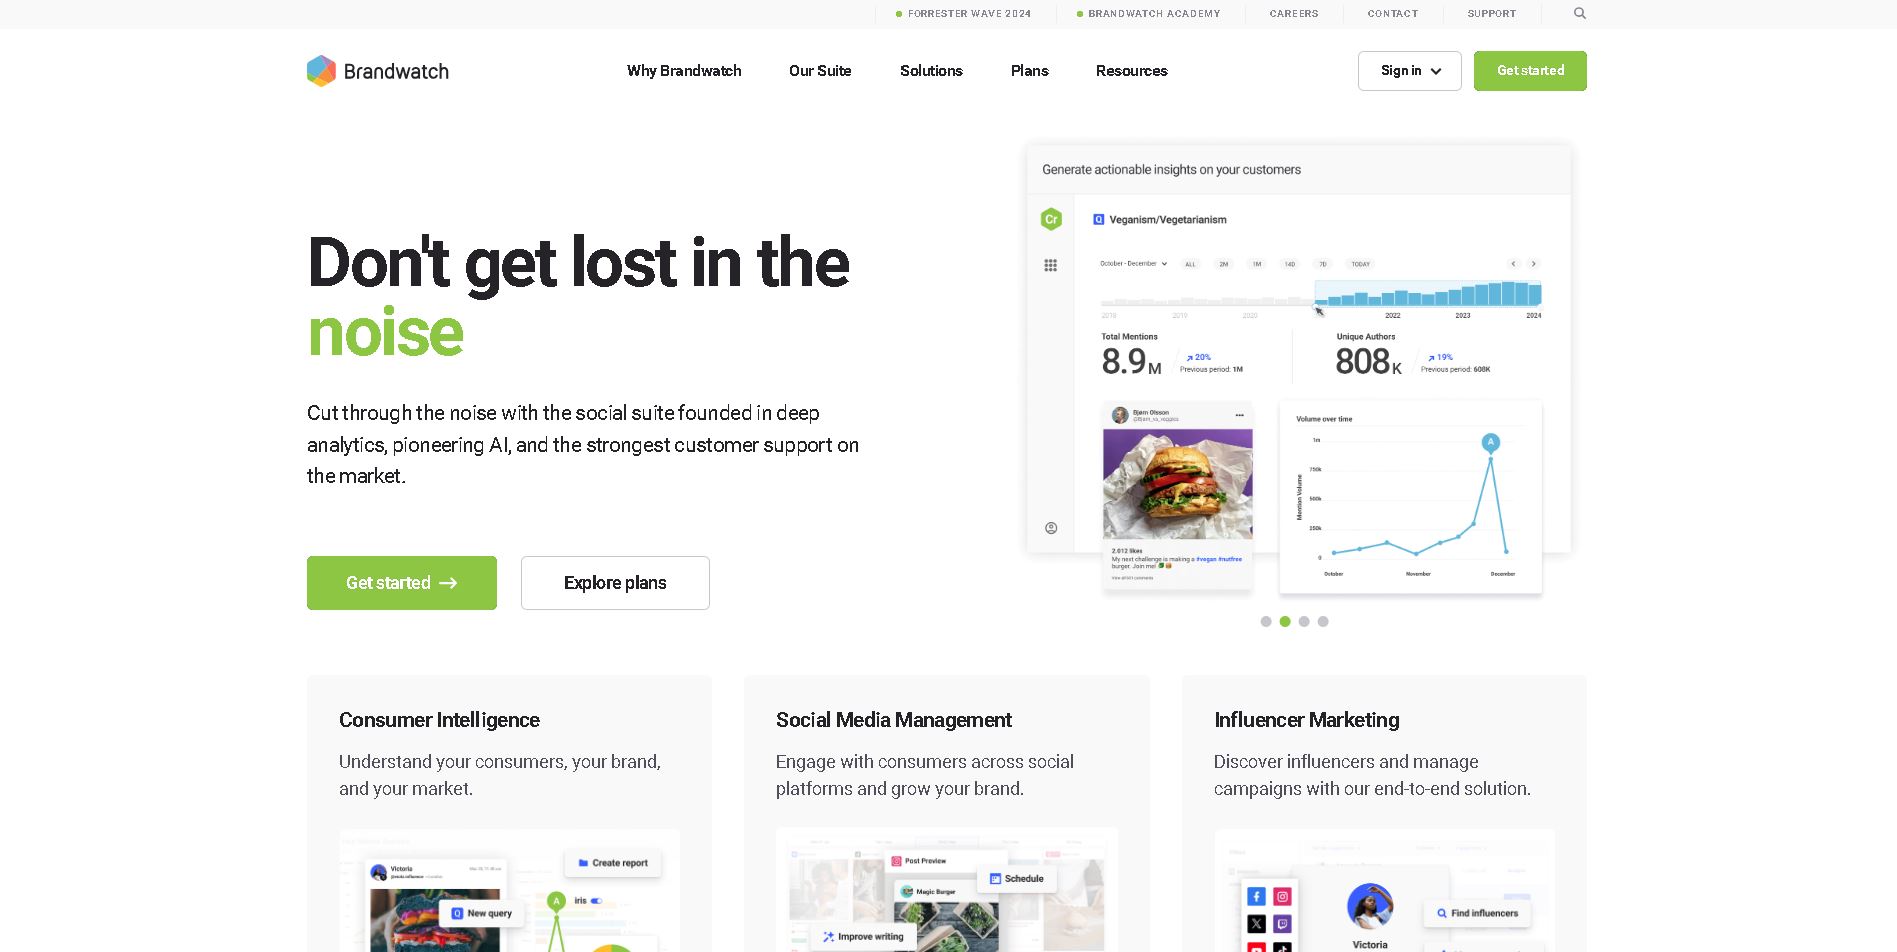 FORRESTER WAVE 2024
BRANDWATCH ACADEMY
CAREERS
CONTACT
SUPPORT
Brandwatch
Why Brandwatch
Our Suite
Solutions
Plans
Resources
Sign in
Get started
Don't get lost in the
noise
Cut through the noise with the social suite founded in deep
analytics, pioneering AI, and the strongest customer support on
the market.
Get started
Explore plans
Generate actionable insights on your customers
Cr
Veganism/Vegetarianism
October - December
ALL
2M
1M
14D
7D
TODAY
2018
2019
2020
2022
2023
2024
Total Mentions
8.9 M
20%
Previous period: 1M
Unique Authors
808 K
19%
Previous period: 608K
Bjørn Olsson
2.012 likes
My next challenge is making a #vegan #nutfree
burger. Join me!
Volume over time
Mention Volume
1m
750k
500k
250k
0
A
October
November
December
Consumer Intelligence
Understand your consumers, your brand,
and your market.
Victoria
Create report
New query
A
iris
Social Media Management
Engage with consumers across social
platforms and grow your brand.
Post Preview
Magic Burger
Schedule
Improve writing
Influencer Marketing
Discover influencers and manage
campaigns with our end-to-end solution.
Victoria
Find influencers